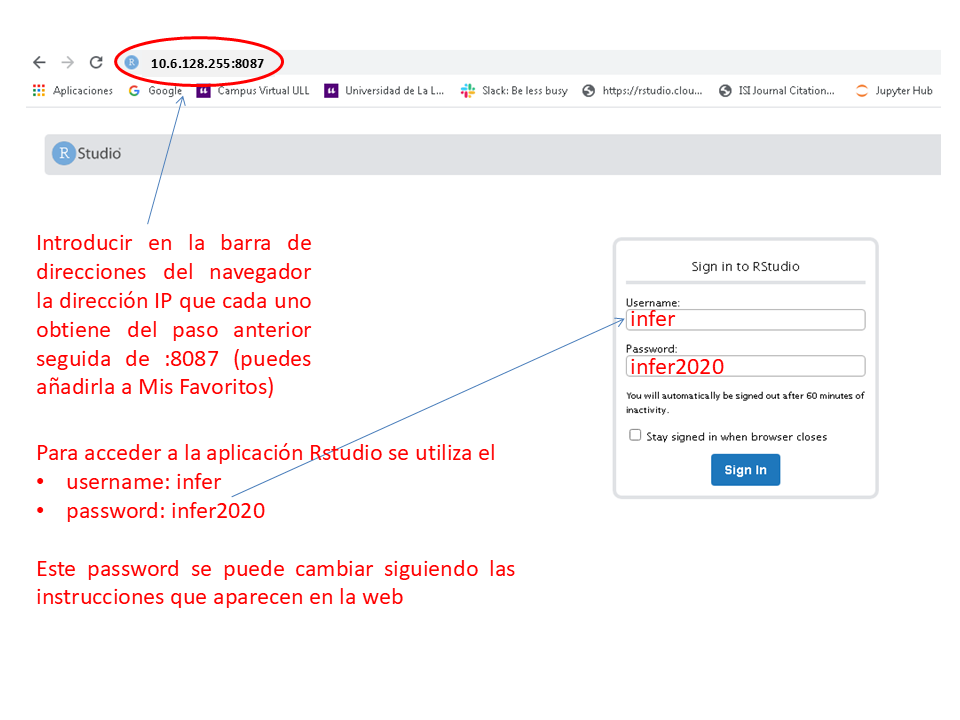 10.6.128.255:8087
Aplicaciones
Google
Campus Virtual ULL
Universidad de La L...
Slack: Be less busy
https://rstudio.clou...
ISI Journal Citation...
Jupyter Hub
R Studio
Introducir en la barra de
direcciones del navegador
la dirección IP que cada uno
obtiene del paso anterior
seguida de :8087 (puedes
añadirla a Mis Favoritos)
Para acceder a la aplicación Rstudio se utiliza el
• username: infer
• password: infer2020
Este password se puede cambiar siguiendo las
instrucciones que aparecen en la web
Sign in to RStudio
Username:
infer
Password:
infer2020
You will automatically be signed out after 60 minutes of
inactivity.
Stay signed in when browser closes
Sign In